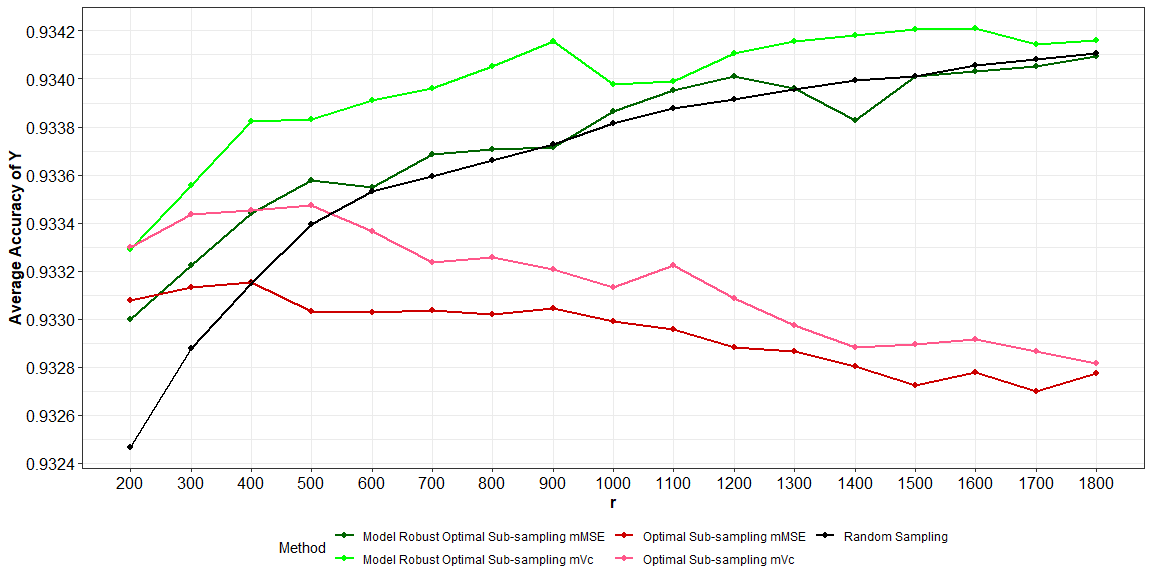 Average Accuracy of Y
0.9342
0.9340
0.9338
0.9336
0.9334
0.9332
0.9330
0.9328
0.9326
0.9324
200 300 400 500 600 700 800 900 1000 1100 1200 1300 1400 1500 1600 1700 1800
r
Method
Model Robust Optimal Sub-sampling mMSE Optimal Sub-sampling mMSE Random Sampling
Model Robust Optimal Sub-sampling mVc Optimal Sub-sampling mVc